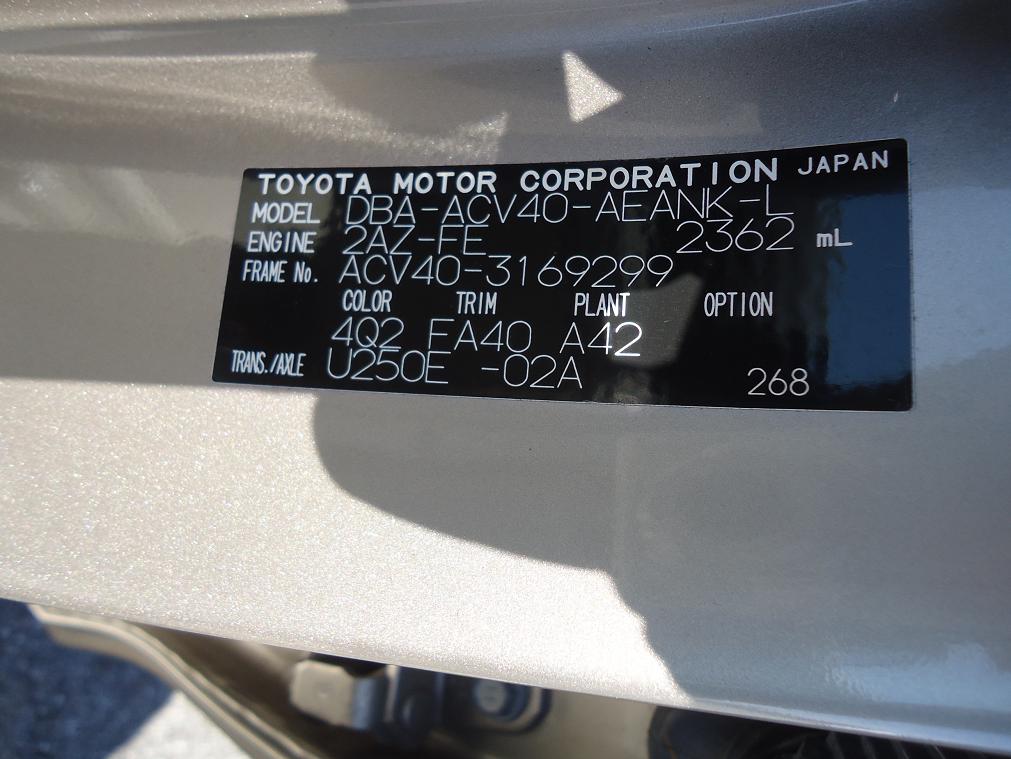 TOYOTA MOTOR CORPORATION JAPAN
MODEL DBA-ACV40-AEANK-L
ENGINE 2AZ-FE 2362 mL
FRAME No. ACV40-3169299
COLOR TRIM PLANT OPTION
4Q2 FA40 A42
TRANS./AXLE U250E -02A 268